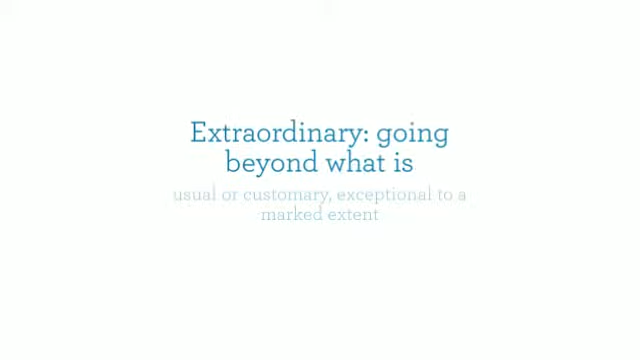 Extraordinary: going
beyond what is
usual or customary, exceptional to a
marked extent